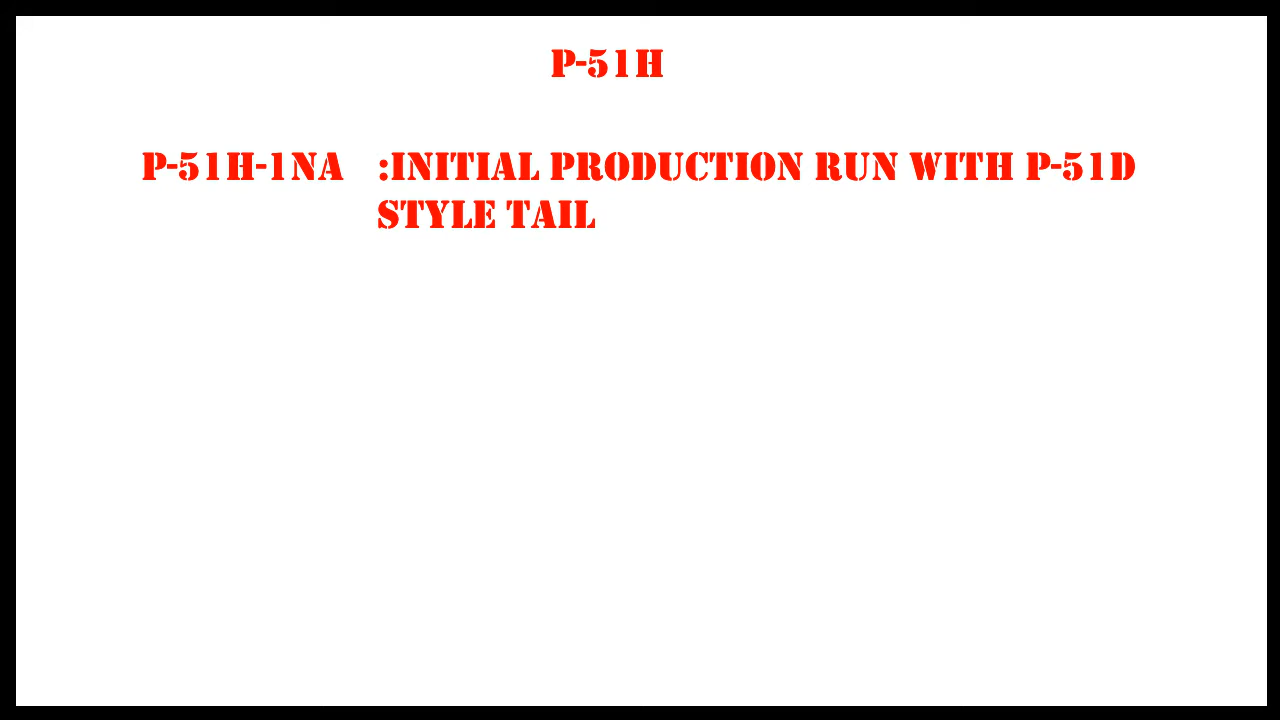 P-51H
P-51H-1NA :INITIAL PRODUCTION RUN WITH P-51D
STYLE TAIL